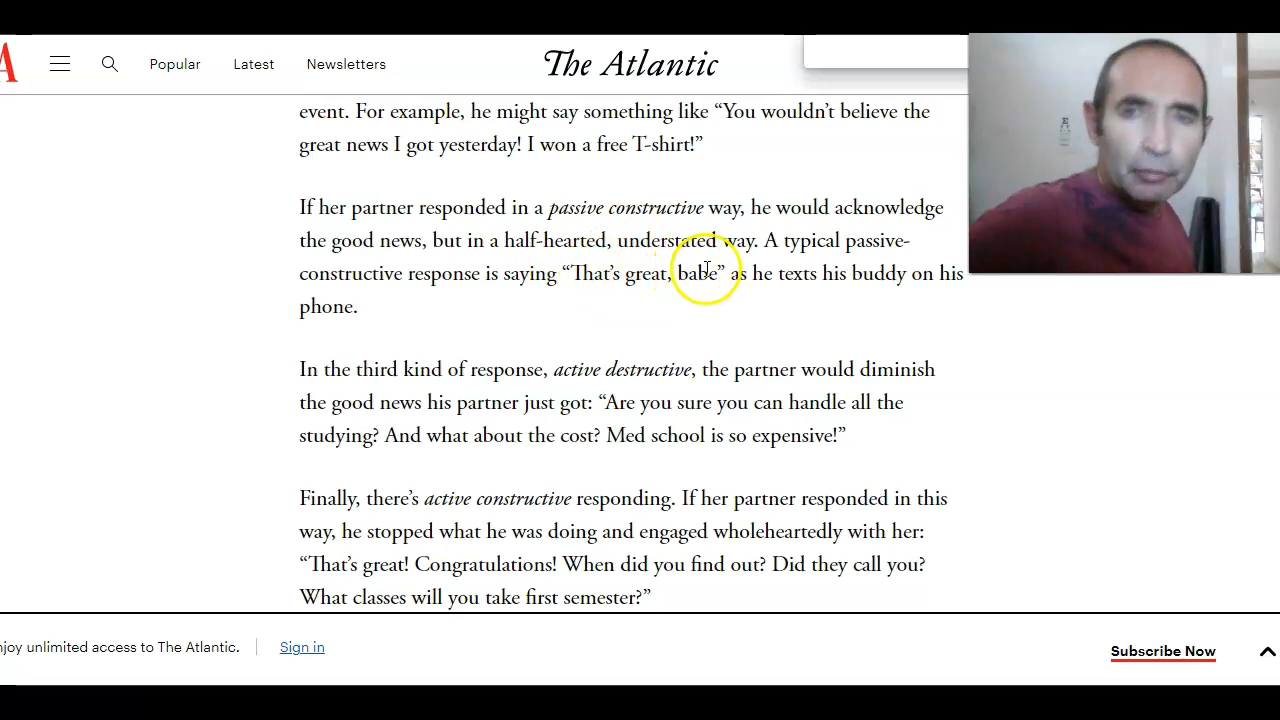 Popular Latest Newsletters The Atlantic
event. For example, he might say something like “You wouldn’t believe the
great news I got yesterday! I won a free T-shirt!”
If her partner responded in a passive constructive way, he would acknowledge
the good news, but in a half-hearted, understated way. A typical passive-
constructive response is saying “That’s great, babe” as he texts his buddy on his
phone.
In the third kind of response, active destructive, the partner would diminish
the good news his partner just got: “Are you sure you can handle all the
studying? And what about the cost? Med school is so expensive!”
Finally, there’s active constructive responding. If her partner responded in this
way, he stopped what he was doing and engaged wholeheartedly with her:
“That’s great! Congratulations! When did you find out? Did they call you?
What classes will you take first semester?”
njoy unlimited access to The Atlantic. Sign in Subscribe Now